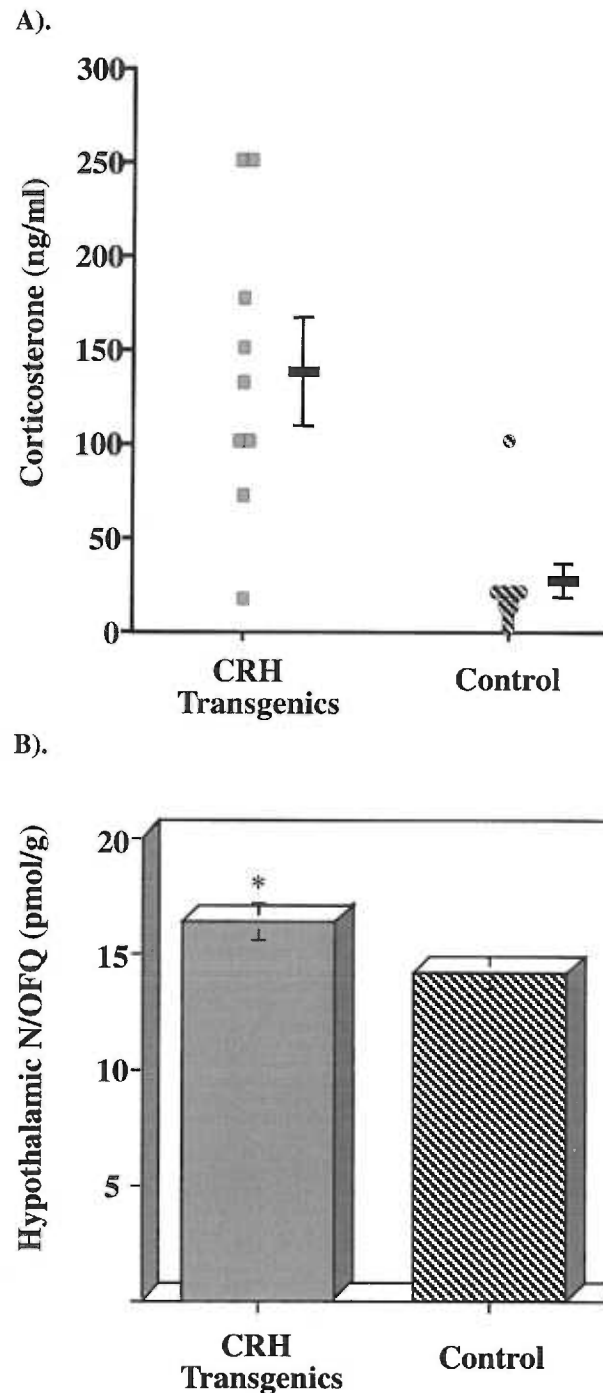 A).
300
250
200
150
100
50
0
Corticosterone (ng/ml)
CRH
Transgenics
Control
B).
20
15
10
5
Hypothalamic N/OFQ (pmol/g)
*
CRH
Transgenics
Control